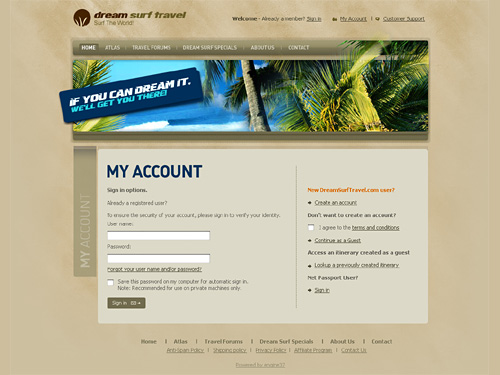 dream surf travel
Surf The World!
Welcome - Already a member? Sign in | My Account | Customer Support
HOME ATLAS TRAVEL FORUMS DREAM SURF SPECIALS ABOUT US CONTACT
IF YOU CAN DREAM IT.
WE'LL GET YOU THERE!
MY ACCOUNT
MY ACCOUNT
Sign in options.
Already a registered user?
To ensure the security of your account, please sign in to verify your identity.
User name:
Password:
Forgot your user name and/or password?
Save this password on my computer for automatic sign in.
Note: Recommended for use on private machines only.
Sign in
New DreamSurfTravel.com user?
Create an account
Don't want to create an account?
I agree to the terms and conditions
Continue as a Guest
Access an itinerary created as a guest
Lookup a previously created itinerary
Net Passport User?
Sign in
Home | Atlas | Travel Forums | Dream Surf Specials | About Us | Contact
Anti-Spam Policy | Shipping policy | Privacy Policy | Affiliate Program | Contact Us